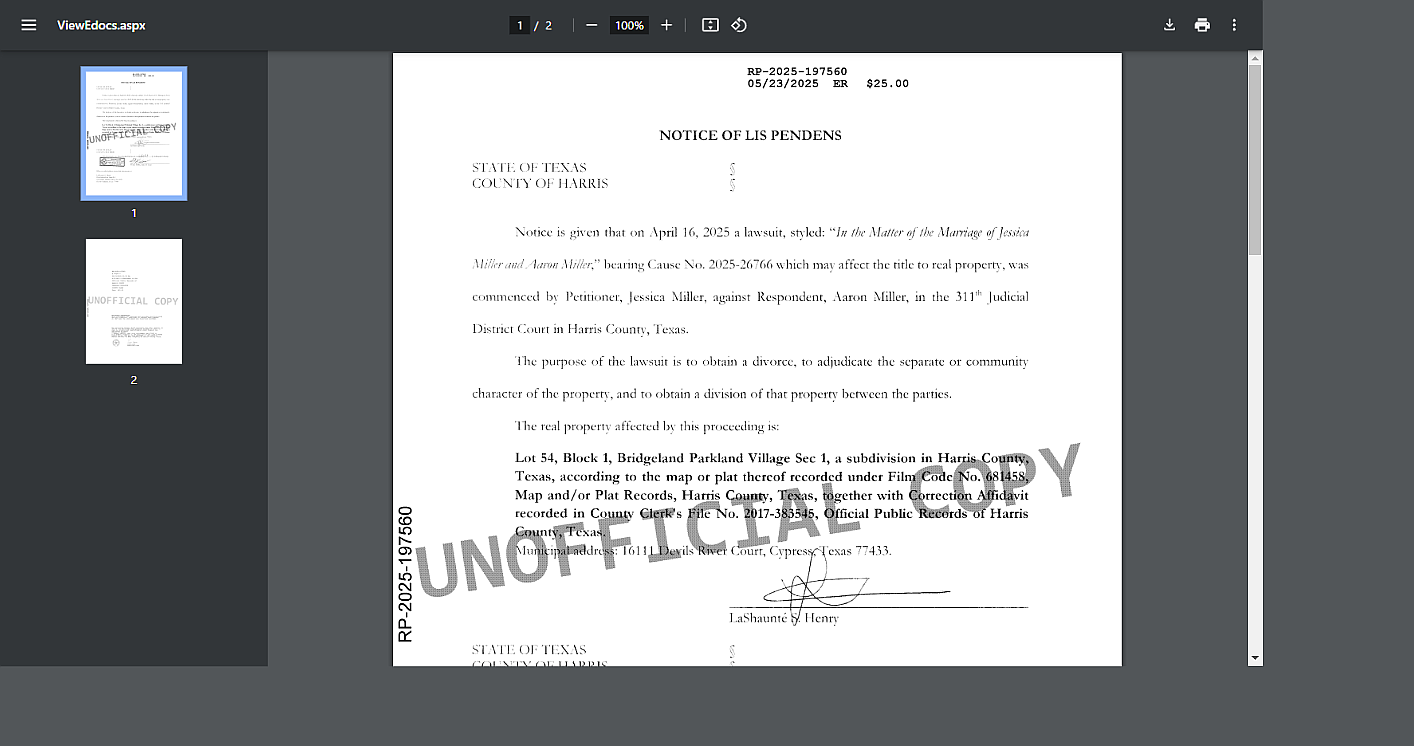 ViewEdocs.aspx
1 / 2
100%
1
2
RP-2025-197560
05/23/2025 ER $25.00
NOTICE OF LIS PENDENS
STATE OF TEXAS §
COUNTY OF HARRIS §
Notice is given that on April 16, 2025 a lawsuit, styled: “In the Matter of the Marriage of Jessica
Miller and Aaron Miller,” bearing Cause No. 2025-26766 which may affect the title to real property, was
commenced by Petitioner, Jessica Miller, against Respondent, Aaron Miller, in the 311th Judicial
District Court in Harris County, Texas.
The purpose of the lawsuit is to obtain a divorce, to adjudicate the separate or community
character of the property, and to obtain a division of that property between the parties.
The real property affected by this proceeding is:
Lot 54, Block 1, Bridgeland Parkland Village Sec 1, a subdivision in Harris County,
Texas, according to the map or plat thereof recorded under Film Code No. 681458,
Map and/or Plat Records, Harris County, Texas, together with Correction Affidavit
recorded in County Clerk's File No. 2017-383545, Official Public Records of Harris
County, Texas.
Municipal address: 16111 Devils River Court, Cypress, Texas 77433.
LaShaunté S. Henry
STATE OF TEXAS §
COUNTY OF HARRIS §
RP-2025-197560
UNOFFICIAL COPY
UNOFFICIAL COPY
UNOFFICIAL COPY